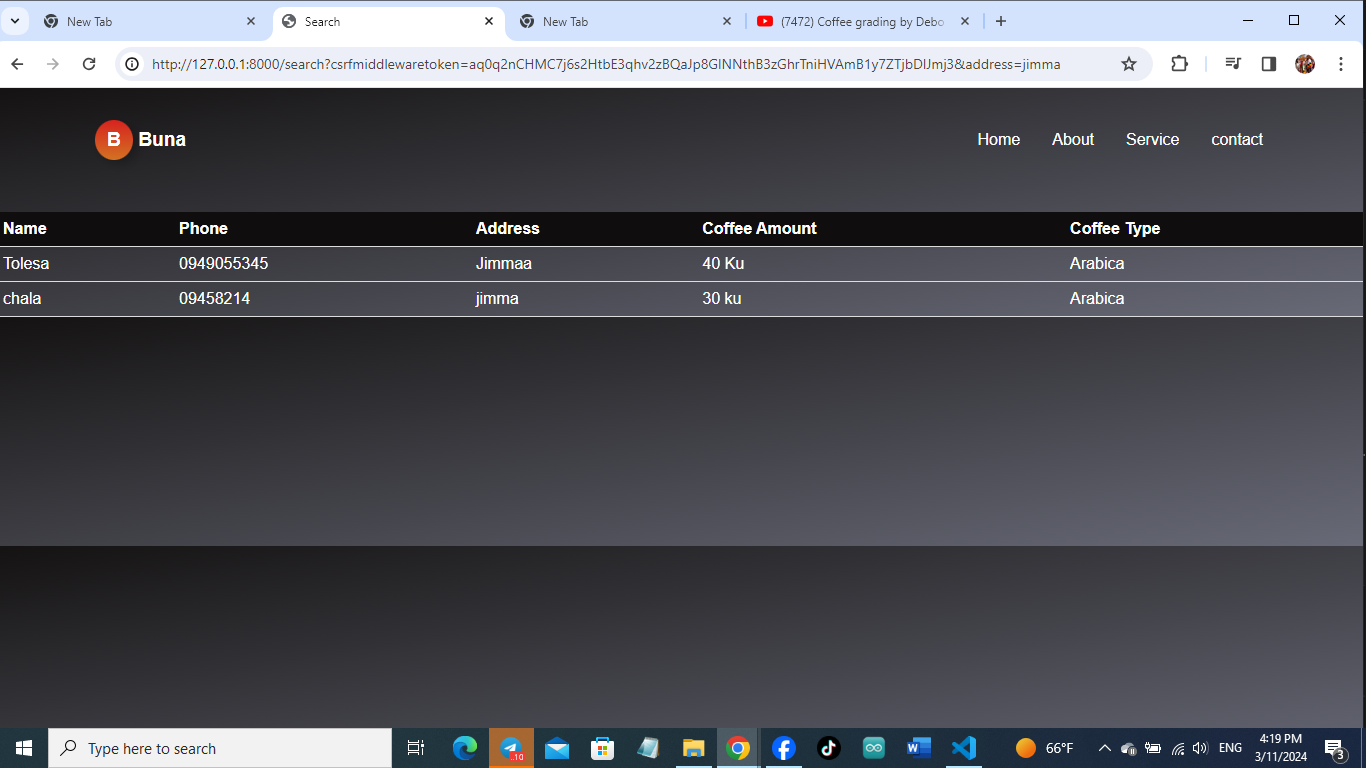 New Tab
Search
New Tab
(7472) Coffee grading by Debo
http://127.0.0.1:8000/search?csrfmiddlewaretoken=aq0q2nCHMC7j6s2HtbE3qhv2zBQaJp8GlNNthB3zGhrTniHVAmB1y7ZTjbDlJmj3&address=jimma
B Buna
Home About Service contact
Name Phone Address Coffee Amount Coffee Type
Tolesa 0949055345 Jimmaa 40 Ku Arabica
chala 09458214 jimma 30 ku Arabica
Type here to search
.10
66°F
ENG
4:19 PM
3/11/2024
3